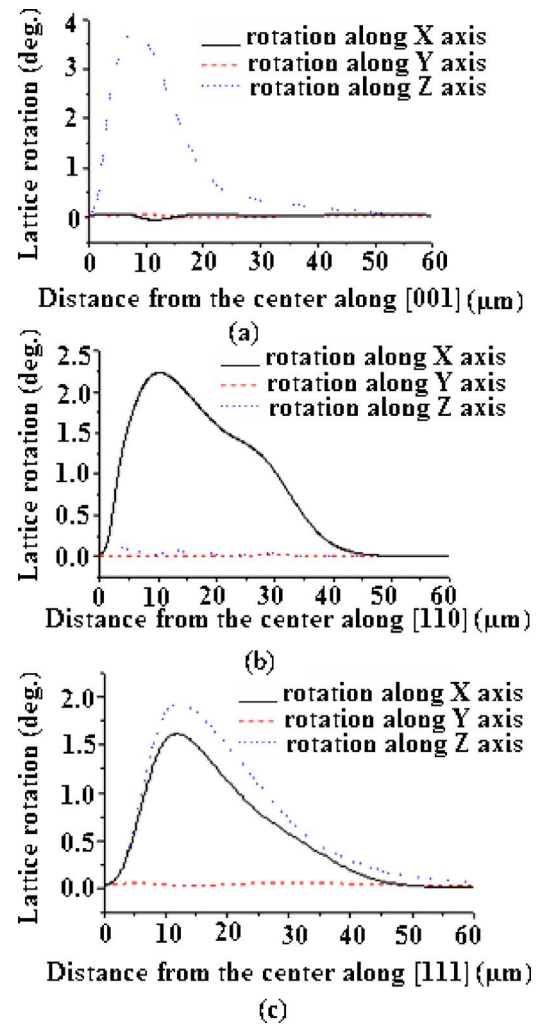 4
3
2
1
0
Lattice rotation (deg.)
rotation along X axis
rotation along Y axis
rotation along Z axis
0 10 20 30 40 50 60
Distance from the center along [001] (μm)
(a)
2.5
2.0
1.5
1.0
0.5
0.0
Lattice rotation (deg.)
rotation along X axis
rotation along Y axis
rotation along Z axis
0 10 20 30 40 50 60
Distance from the center along [110] (μm)
(b)
2.0
1.5
1.0
0.5
0.0
Lattice rotation (deg.)
rotation along X axis
rotation along Y axis
rotation along Z axis
0 10 20 30 40 50 60
Distance from the center along [111] (μm)
(c)